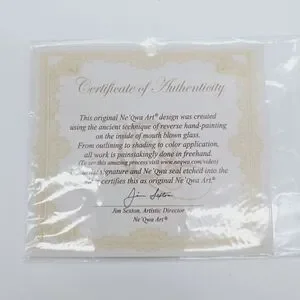 Certificate of Authenticity
This original Ne'Qwa Art® design was created
using the ancient technique of reverse hand-painting
on the inside of mouth blown glass.
From outlining to shading to color application,
all work is painstakingly done in freehand.
(To see this amazing process visit www.neqwa.com/video)
signature and Ne'Qwa seal etched into the
certifies this as original Ne'Qwa Art®.
Jim Sexton
Jim Sexton, Artistic Director
Ne'Qwa Art®